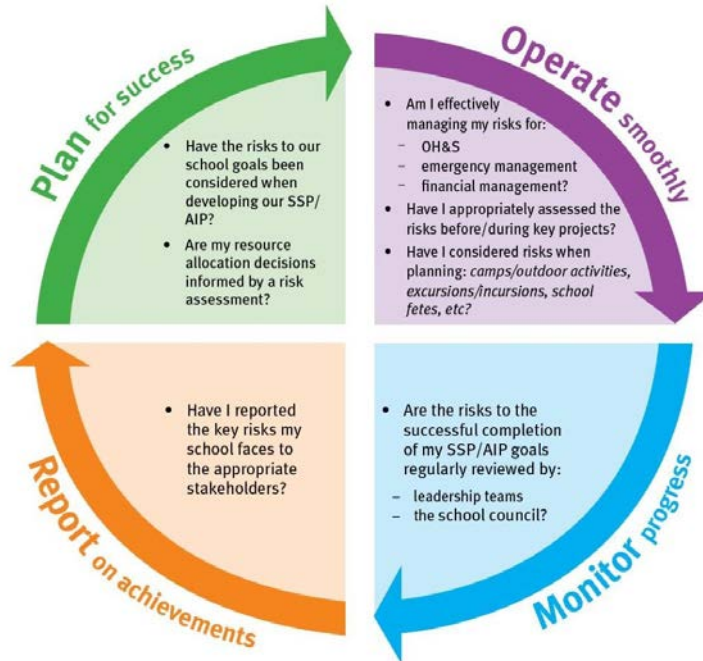 Plan for success
• Have the risks to our
school goals been
considered when
developing our SSP/
AIP?
• Are my resource
allocation decisions
informed by a risk
assessment?
Operate smoothly
• Am I effectively
managing my risks for:
- OH&S
- emergency management
- financial management?
• Have I appropriately assessed the
risks before/during key projects?
• Have I considered risks when
planning: camps/outdoor activities,
excursions/incursions, school
fetes, etc?
Monitor progress
• Are the risks to the
successful completion
of my SSP/AIP goals
regularly reviewed by:
– leadership teams
– the school council?
Report on achievements
• Have I reported
the key risks my
school faces to
the appropriate
stakeholders?